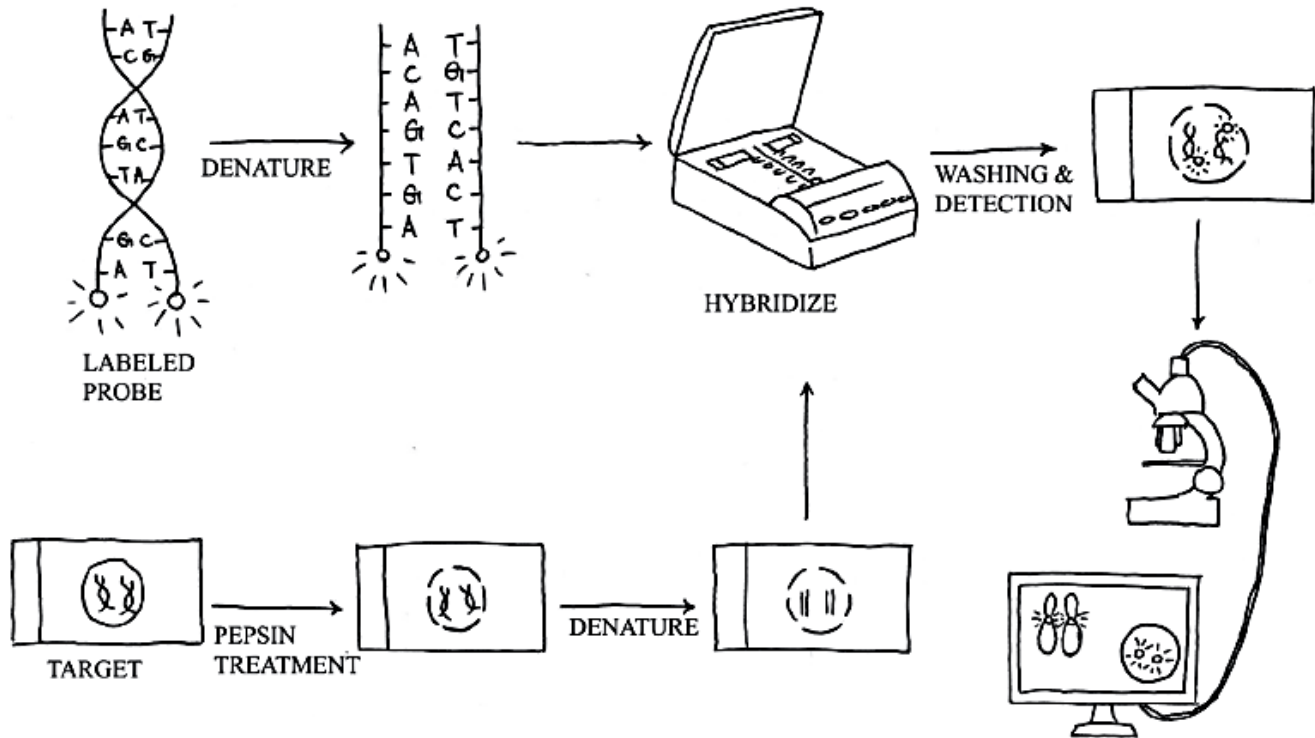 A T
C G
A T
G C
T A
G C
A T
LABELED
PROBE
DENATURE
A T
C G
A T
G C
T A
G C
A T
HYBRIDIZE
WASHING &
DETECTION
TARGET
PEPSIN
TREATMENT
DENATURE